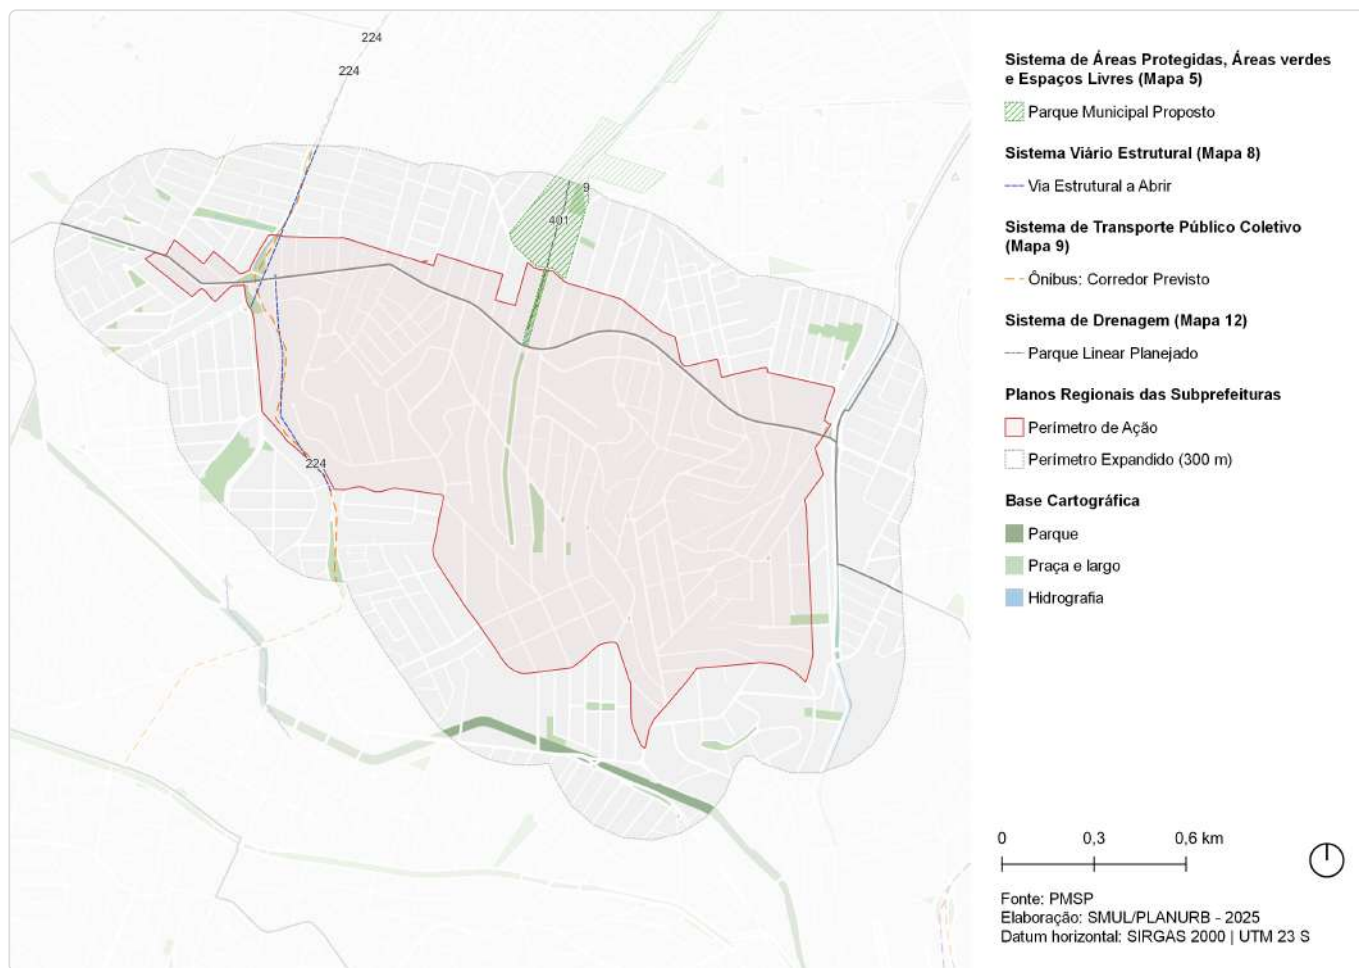 224
224
9
401
224
Sistema de Áreas Protegidas, Áreas verdes
e Espaços Livres (Mapa 5)
Parque Municipal Proposto
Sistema Viário Estrutural (Mapa 8)
Via Estrutural a Abrir
Sistema de Transporte Público Coletivo
(Mapa 9)
Ônibus: Corredor Previsto
Sistema de Drenagem (Mapa 12)
Parque Linear Planejado
Planos Regionais das Subprefeituras
Perímetro de Ação
Perímetro Expandido (300 m)
Base Cartográfica
Parque
Praça e largo
Hidrografia
0 0,3 0,6 km
Fonte: PMSP
Elaboração: SMUL/PLANURB - 2025
Datum horizontal: SIRGAS 2000 | UTM 23 S